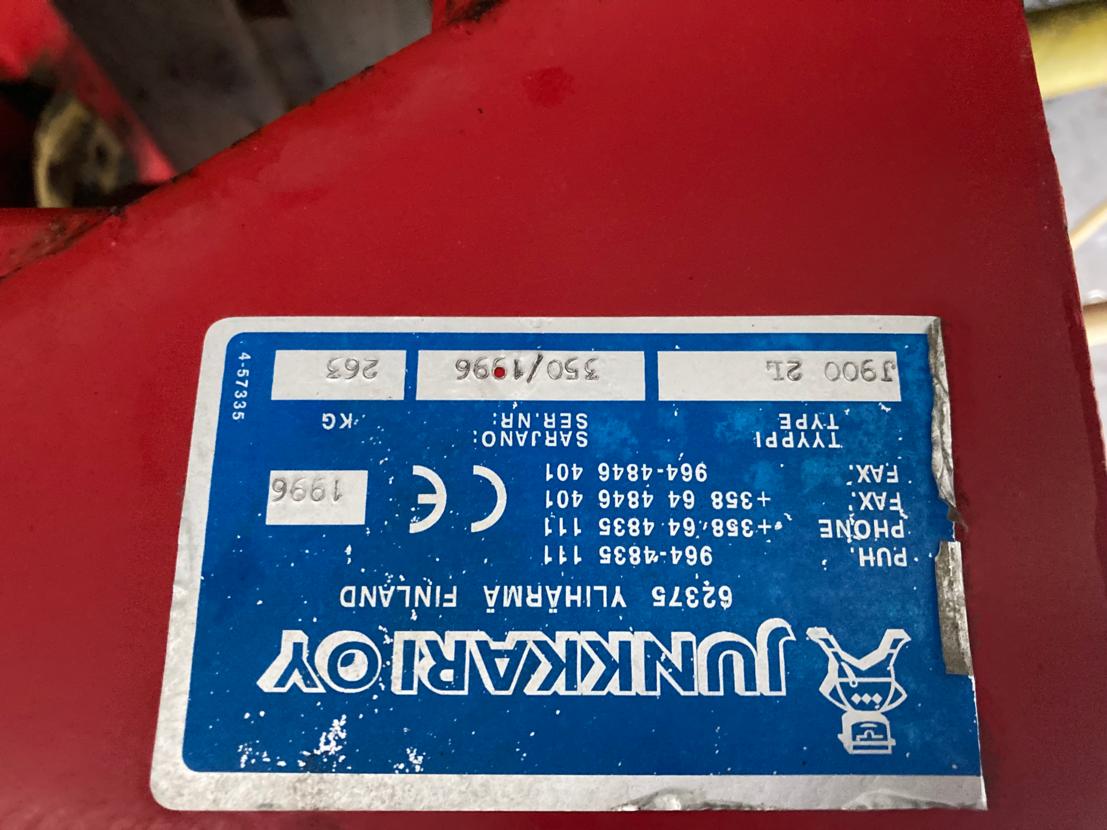 JUNKKARI OY
62375 YLIHÄRMÄ FINLAND
PUH. 964-4835 111
PHONE +358 64 4835 111
FAX. +358 64 4846 401
FAX. 964-4846 401
1996
CE
TYYPPI SARJANO:
TYPE SER.NR: KG
J900 2L 350/1996 263
4-57335